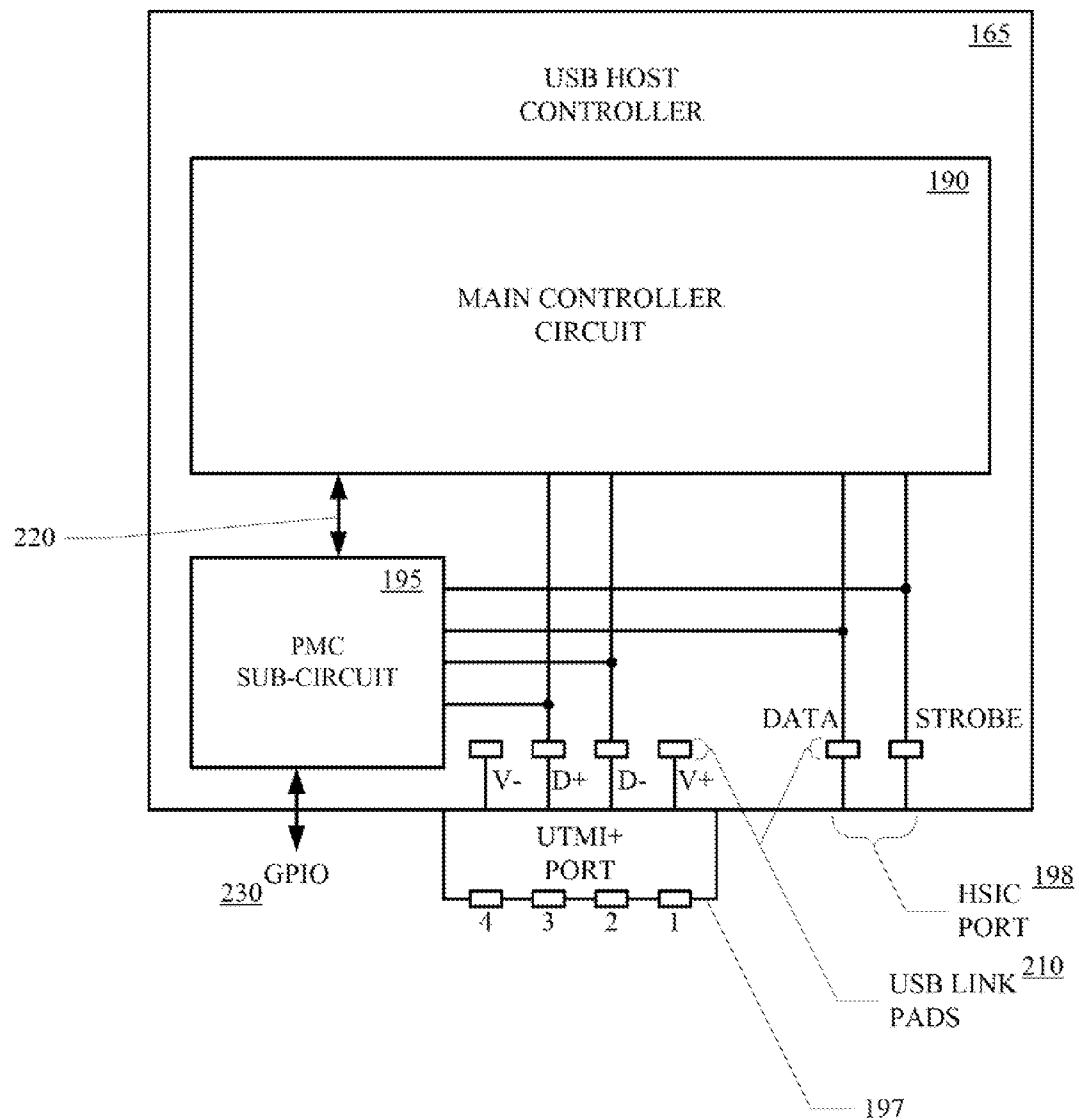 165
USB HOST
CONTROLLER
190
MAIN CONTROLLER
CIRCUIT
220
195
PMC
SUB-CIRCUIT
DATA
STROBE
V-
D+
D-
V+
UTMI+
PORT
GPIO
230
4
3
2
1
HSIC
PORT
198
USB LINK
PADS
210
197